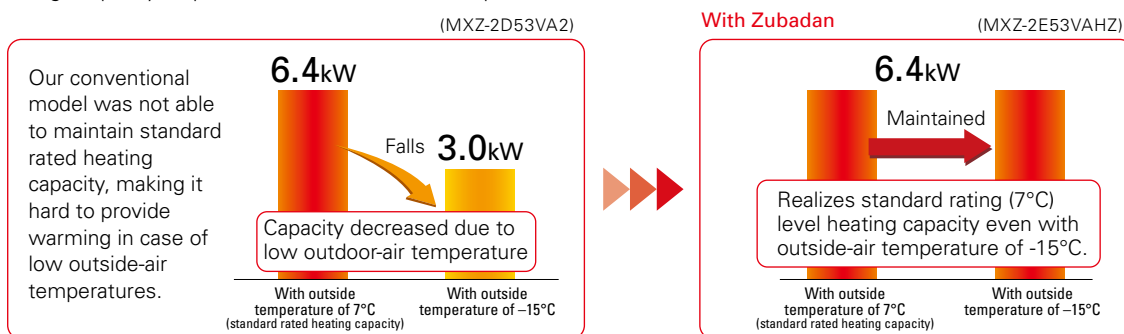 (MXZ-2D53VA2)
Our conventional
model was not able
to maintain standard
rated heating
capacity, making it
hard to provide
warming in case of
low outside-air
temperatures.
6.4kW
Falls
3.0kW
Capacity decreased due to
low outdoor-air temperature
With outside
temperature of 7°C
(standard rated heating capacity)
With outside
temperature of –15°C
With Zubadan
(MXZ-2E53VAHZ)
6.4kW
Maintained
Realizes standard rating (7°C)
level heating capacity even with
outside-air temperature of -15°C.
With outside
temperature of 7°C
(standard rated heating capacity)
With outside
temperature of –15°C